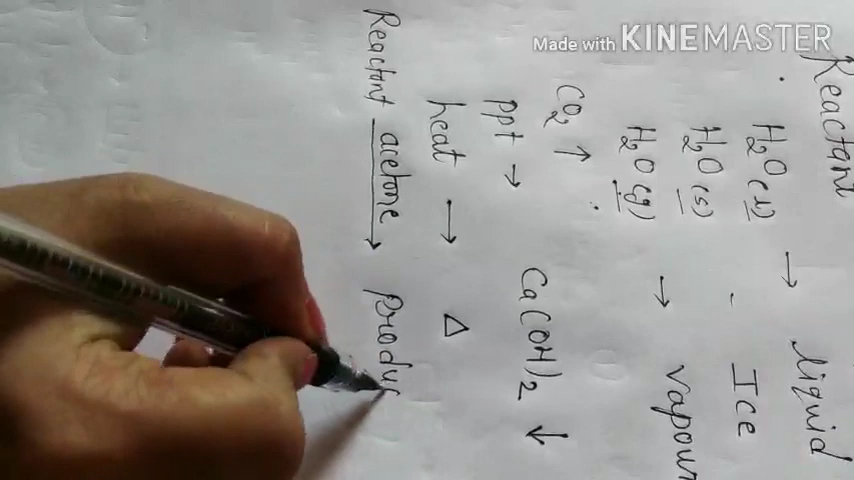 Made with KINEMASTER
Reactant
H₂O (l) → liquid
H₂O (s) - Ice
H₂O (g) → vapour
CO₂ ↑
ppt → Ca(OH)₂ ↓
heat → Δ
Reactant acetone → Produc